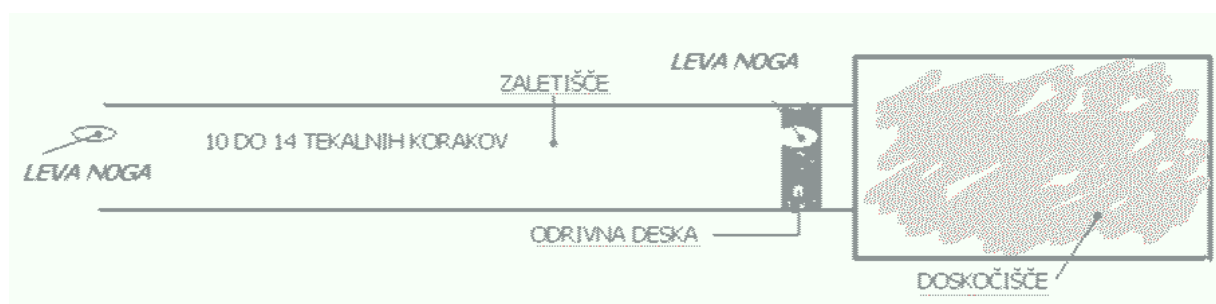 LEVA NOGA
ZALETIŠČE
10 DO 14 TEKALNIH KORAKOV
LEVA NOGA
ODRIVNA DESKA
DOSKOČIŠČE